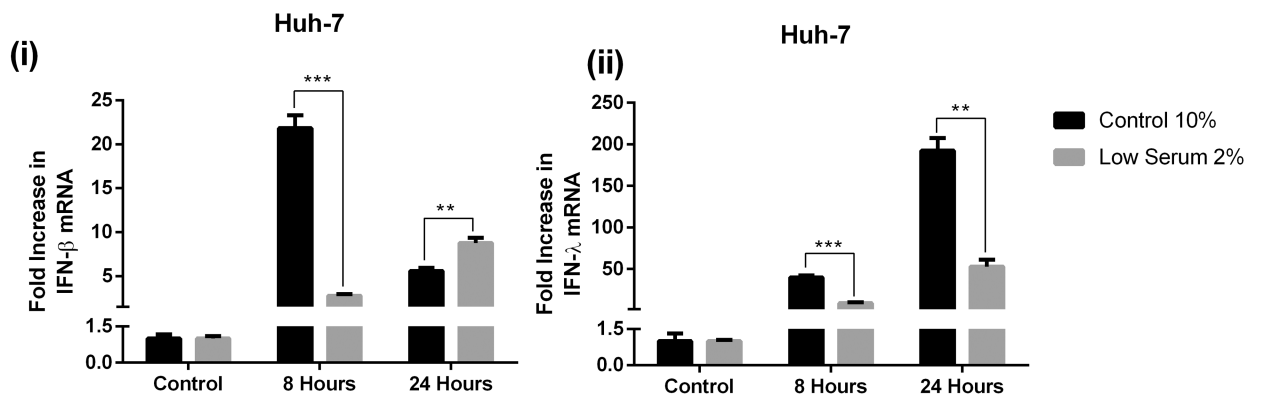 (i)
Huh-7
Fold Increase in
IFN-β mRNA
25
20
15
10
5
1.5
0.0
***
**
Control
8 Hours
24 Hours
(ii)
Huh-7
Fold Increase in
IFN-λ mRNA
250
200
150
100
50
1.5
0.0
***
**
Control
8 Hours
24 Hours
Control 10%
Low Serum 2%